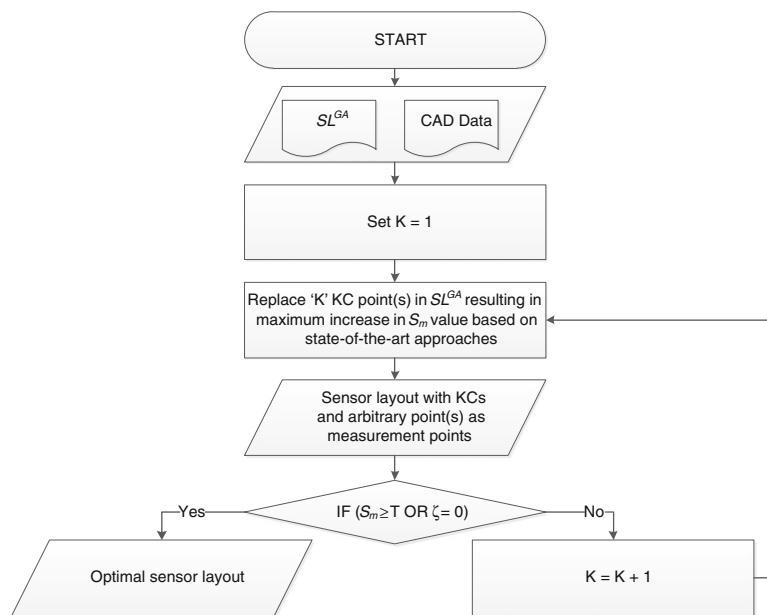 START
SL^GA
CAD Data
Set K = 1
Replace ‘K’ KC point(s) in SL^GA resulting in
maximum increase in S_m value based on
state-of-the-art approaches
Sensor layout with KCs
and arbitrary point(s) as
measurement points
Yes
IF (S_m≥T OR ζ= 0)
No
Optimal sensor layout
K = K + 1